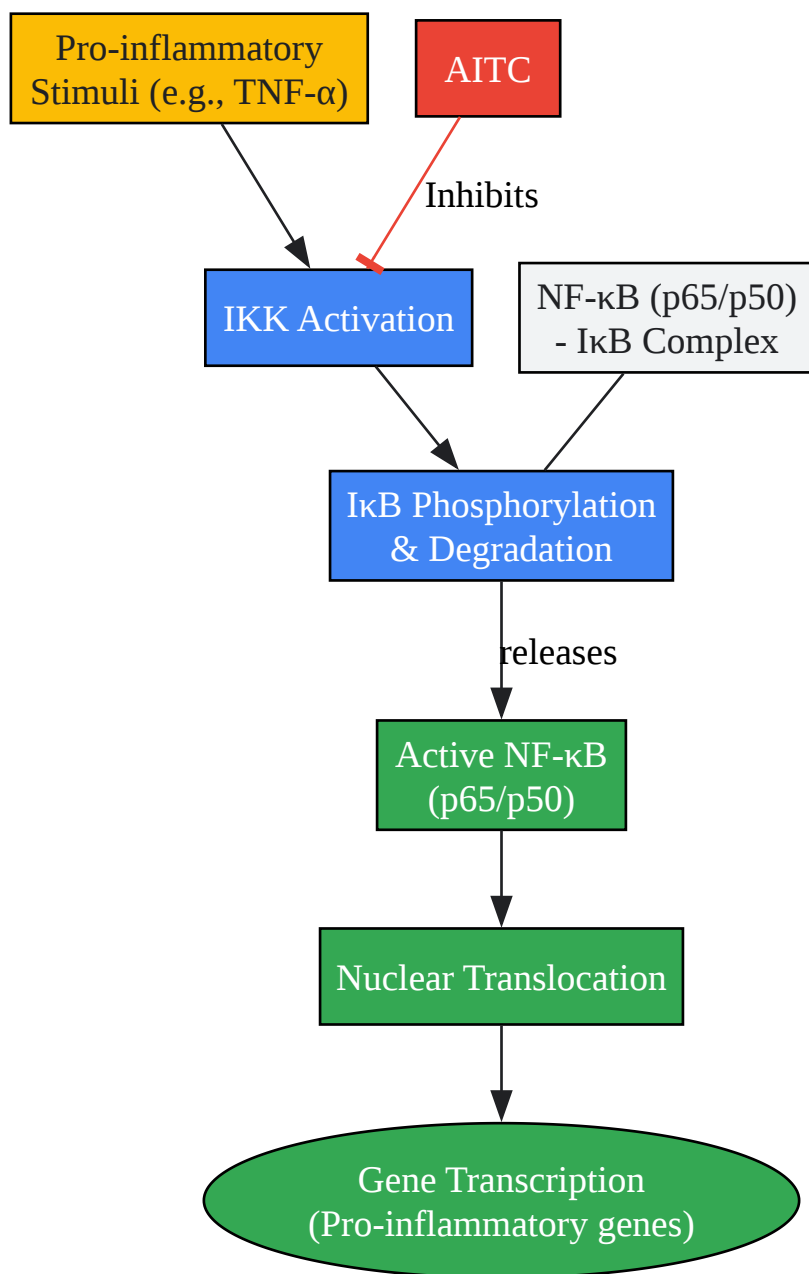 Pro-inflammatory
Stimuli (e.g., TNF-α)
AITC
Inhibits
IKK Activation
NF-κB (p65/p50)
- IκB Complex
IκB Phosphorylation
& Degradation
releases
Active NF-κB
(p65/p50)
Nuclear Translocation
Gene Transcription
(Pro-inflammatory genes)